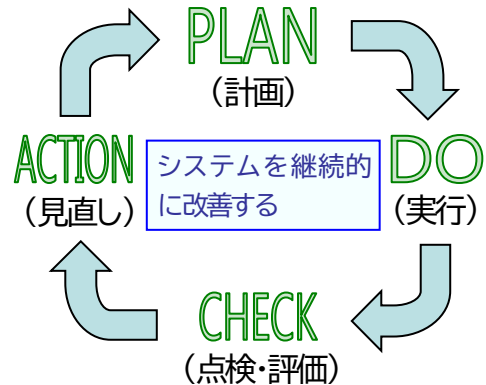 PLAN
(計画)
ACTION
(見直し)
システムを継続的
に改善する
DO
(実行)
CHECK
(点検・評価)